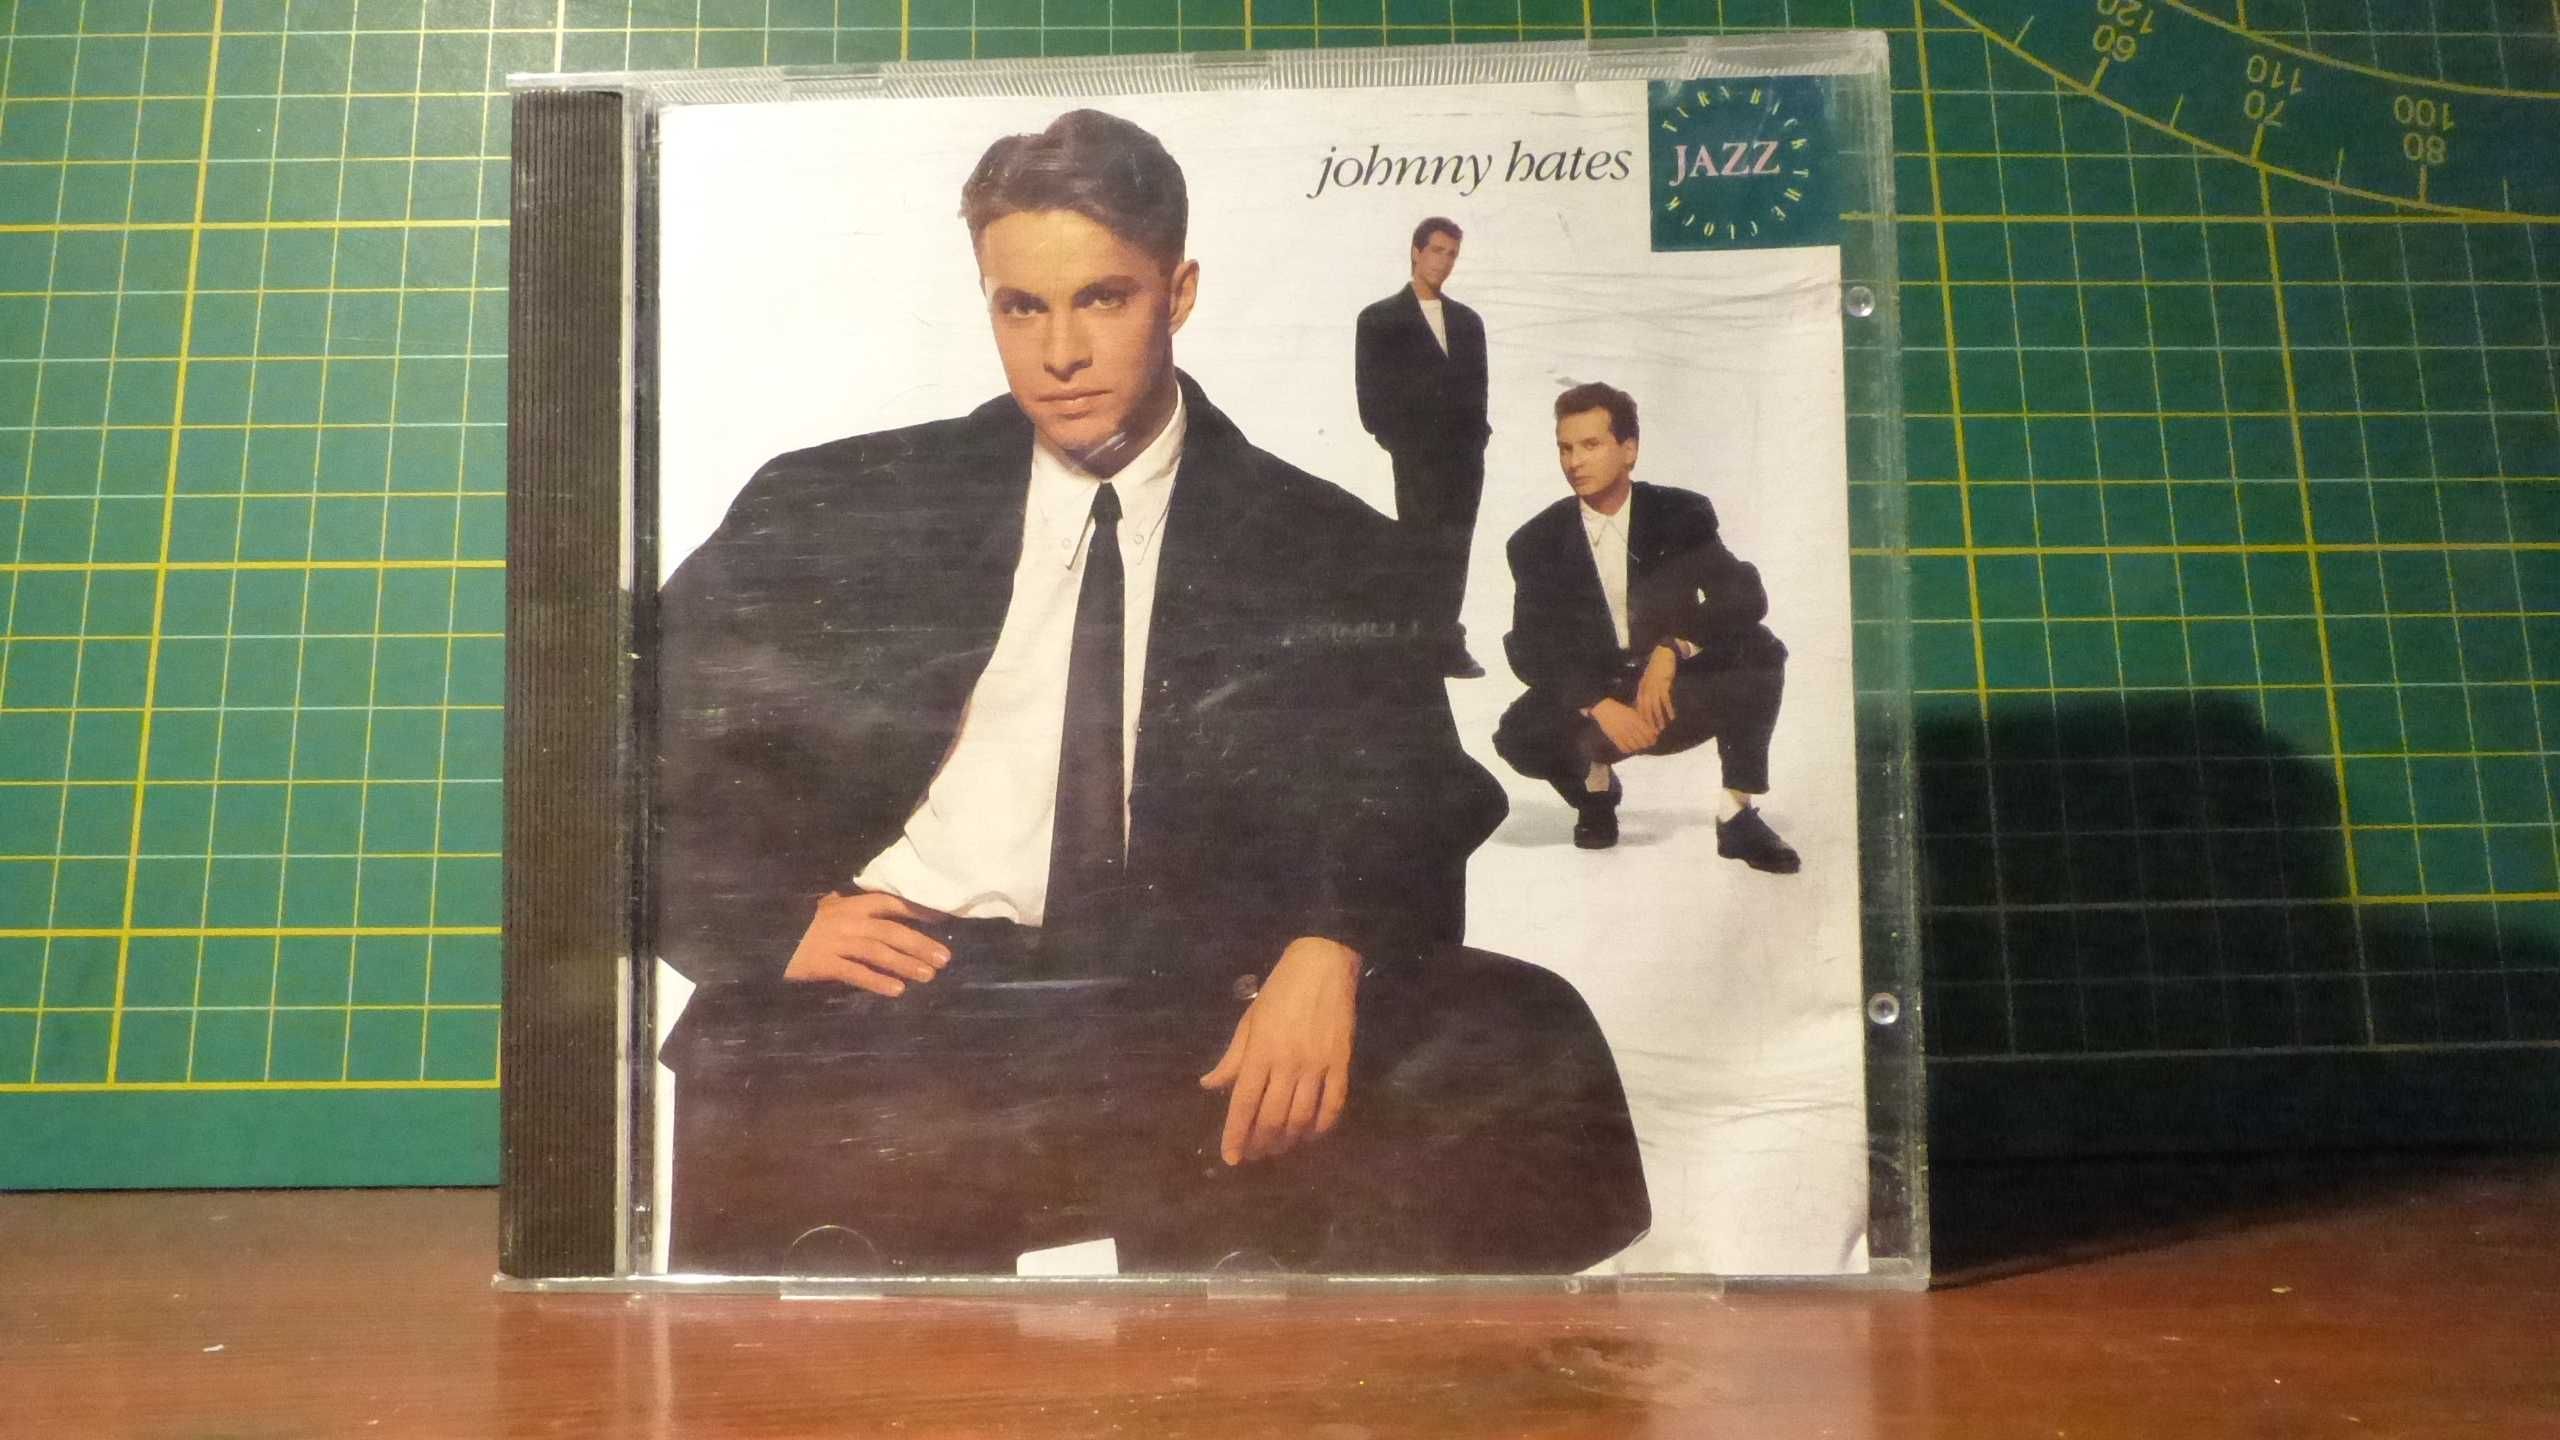 johnny hates
JAZZ
TURN BACK THE CLOCK
60
120
70
110
80
100